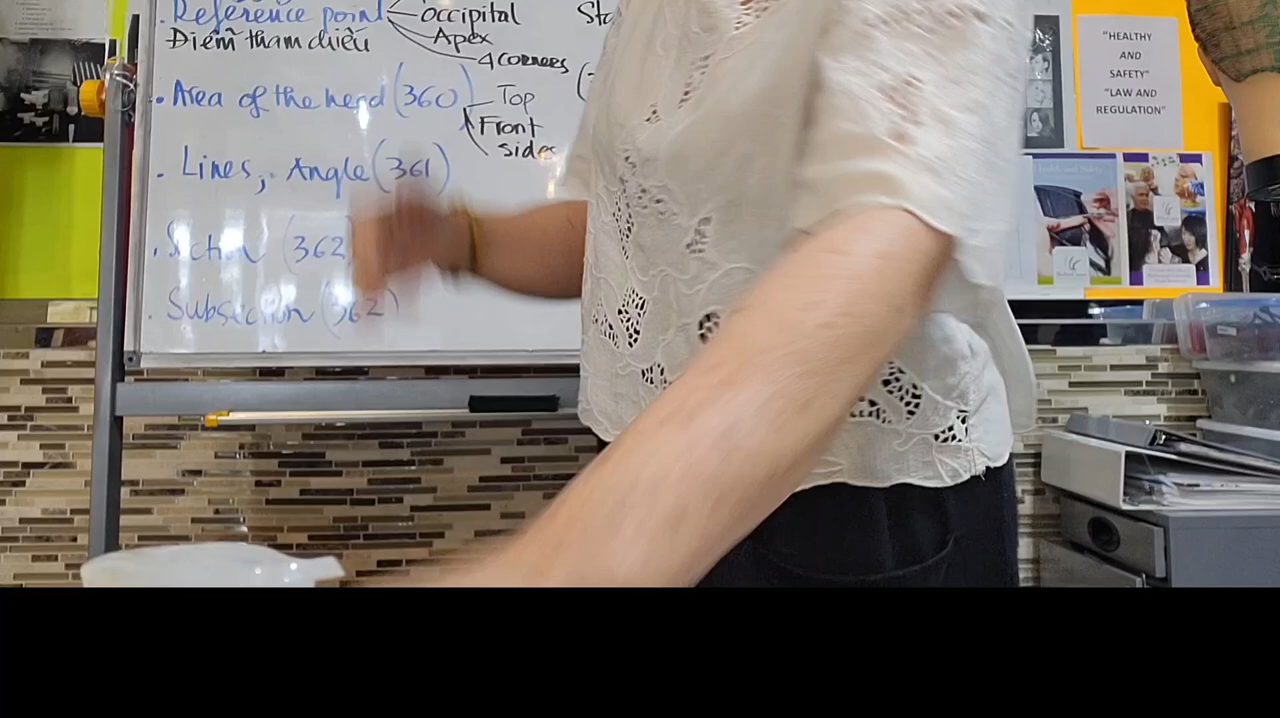 . Reference point
Điểm tham chiếu
occipital
Apex
4 corners
Sta
• Area of the head (360)
Top
Front
sides
. Lines, Angle (361)
. Section (362
. Subsection (362)
"HEALTHY
AND
SAFETY"
"LAW AND
REGULATION"